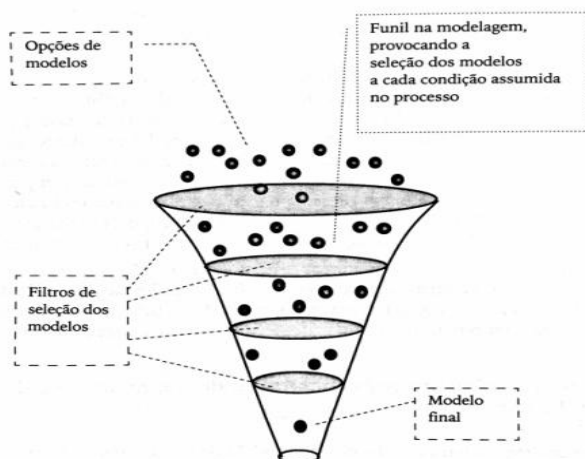 Opções de
modelos
Funil na modelagem,
provocando a
seleção dos modelos
a cada condição assumida
no processo
Filtros de
seleção dos
modelos
Modelo
final